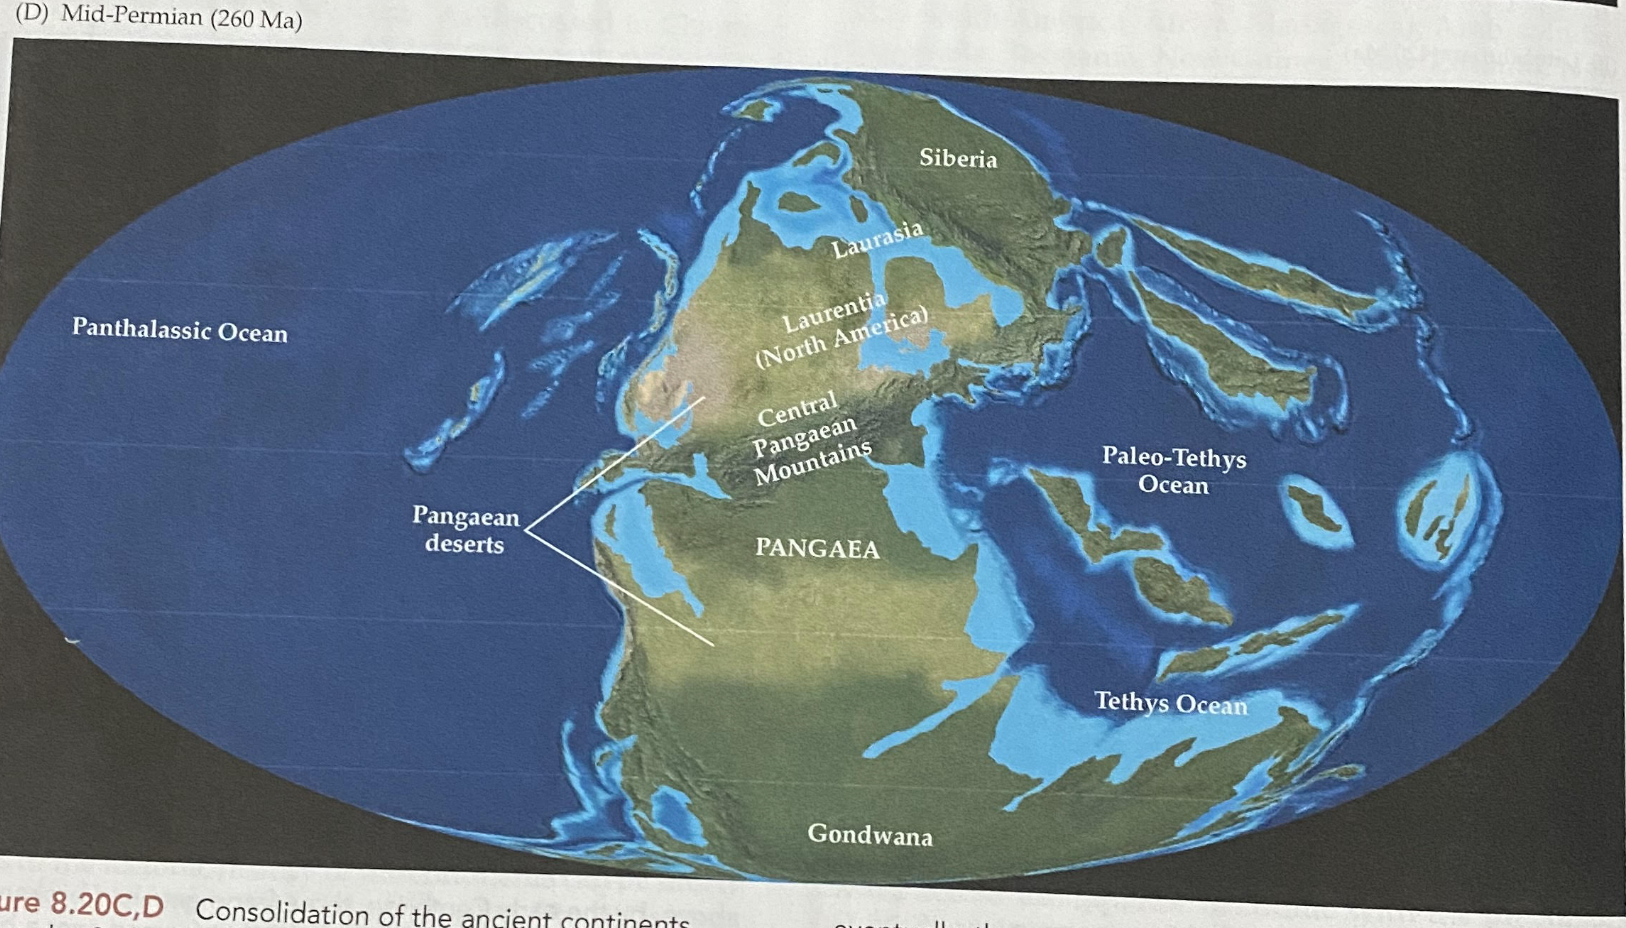 (D) Mid-Permian (260 Ma)
Siberia
Laurasia
Laurentia
(North America)
Panthalassic Ocean
Central
Pangaean
Mountains
Paleo-Tethys
Ocean
Pangaean
deserts
PANGAEA
Tethys Ocean
Gondwana
ure 8.20C,D Consolidation of the ancient continents